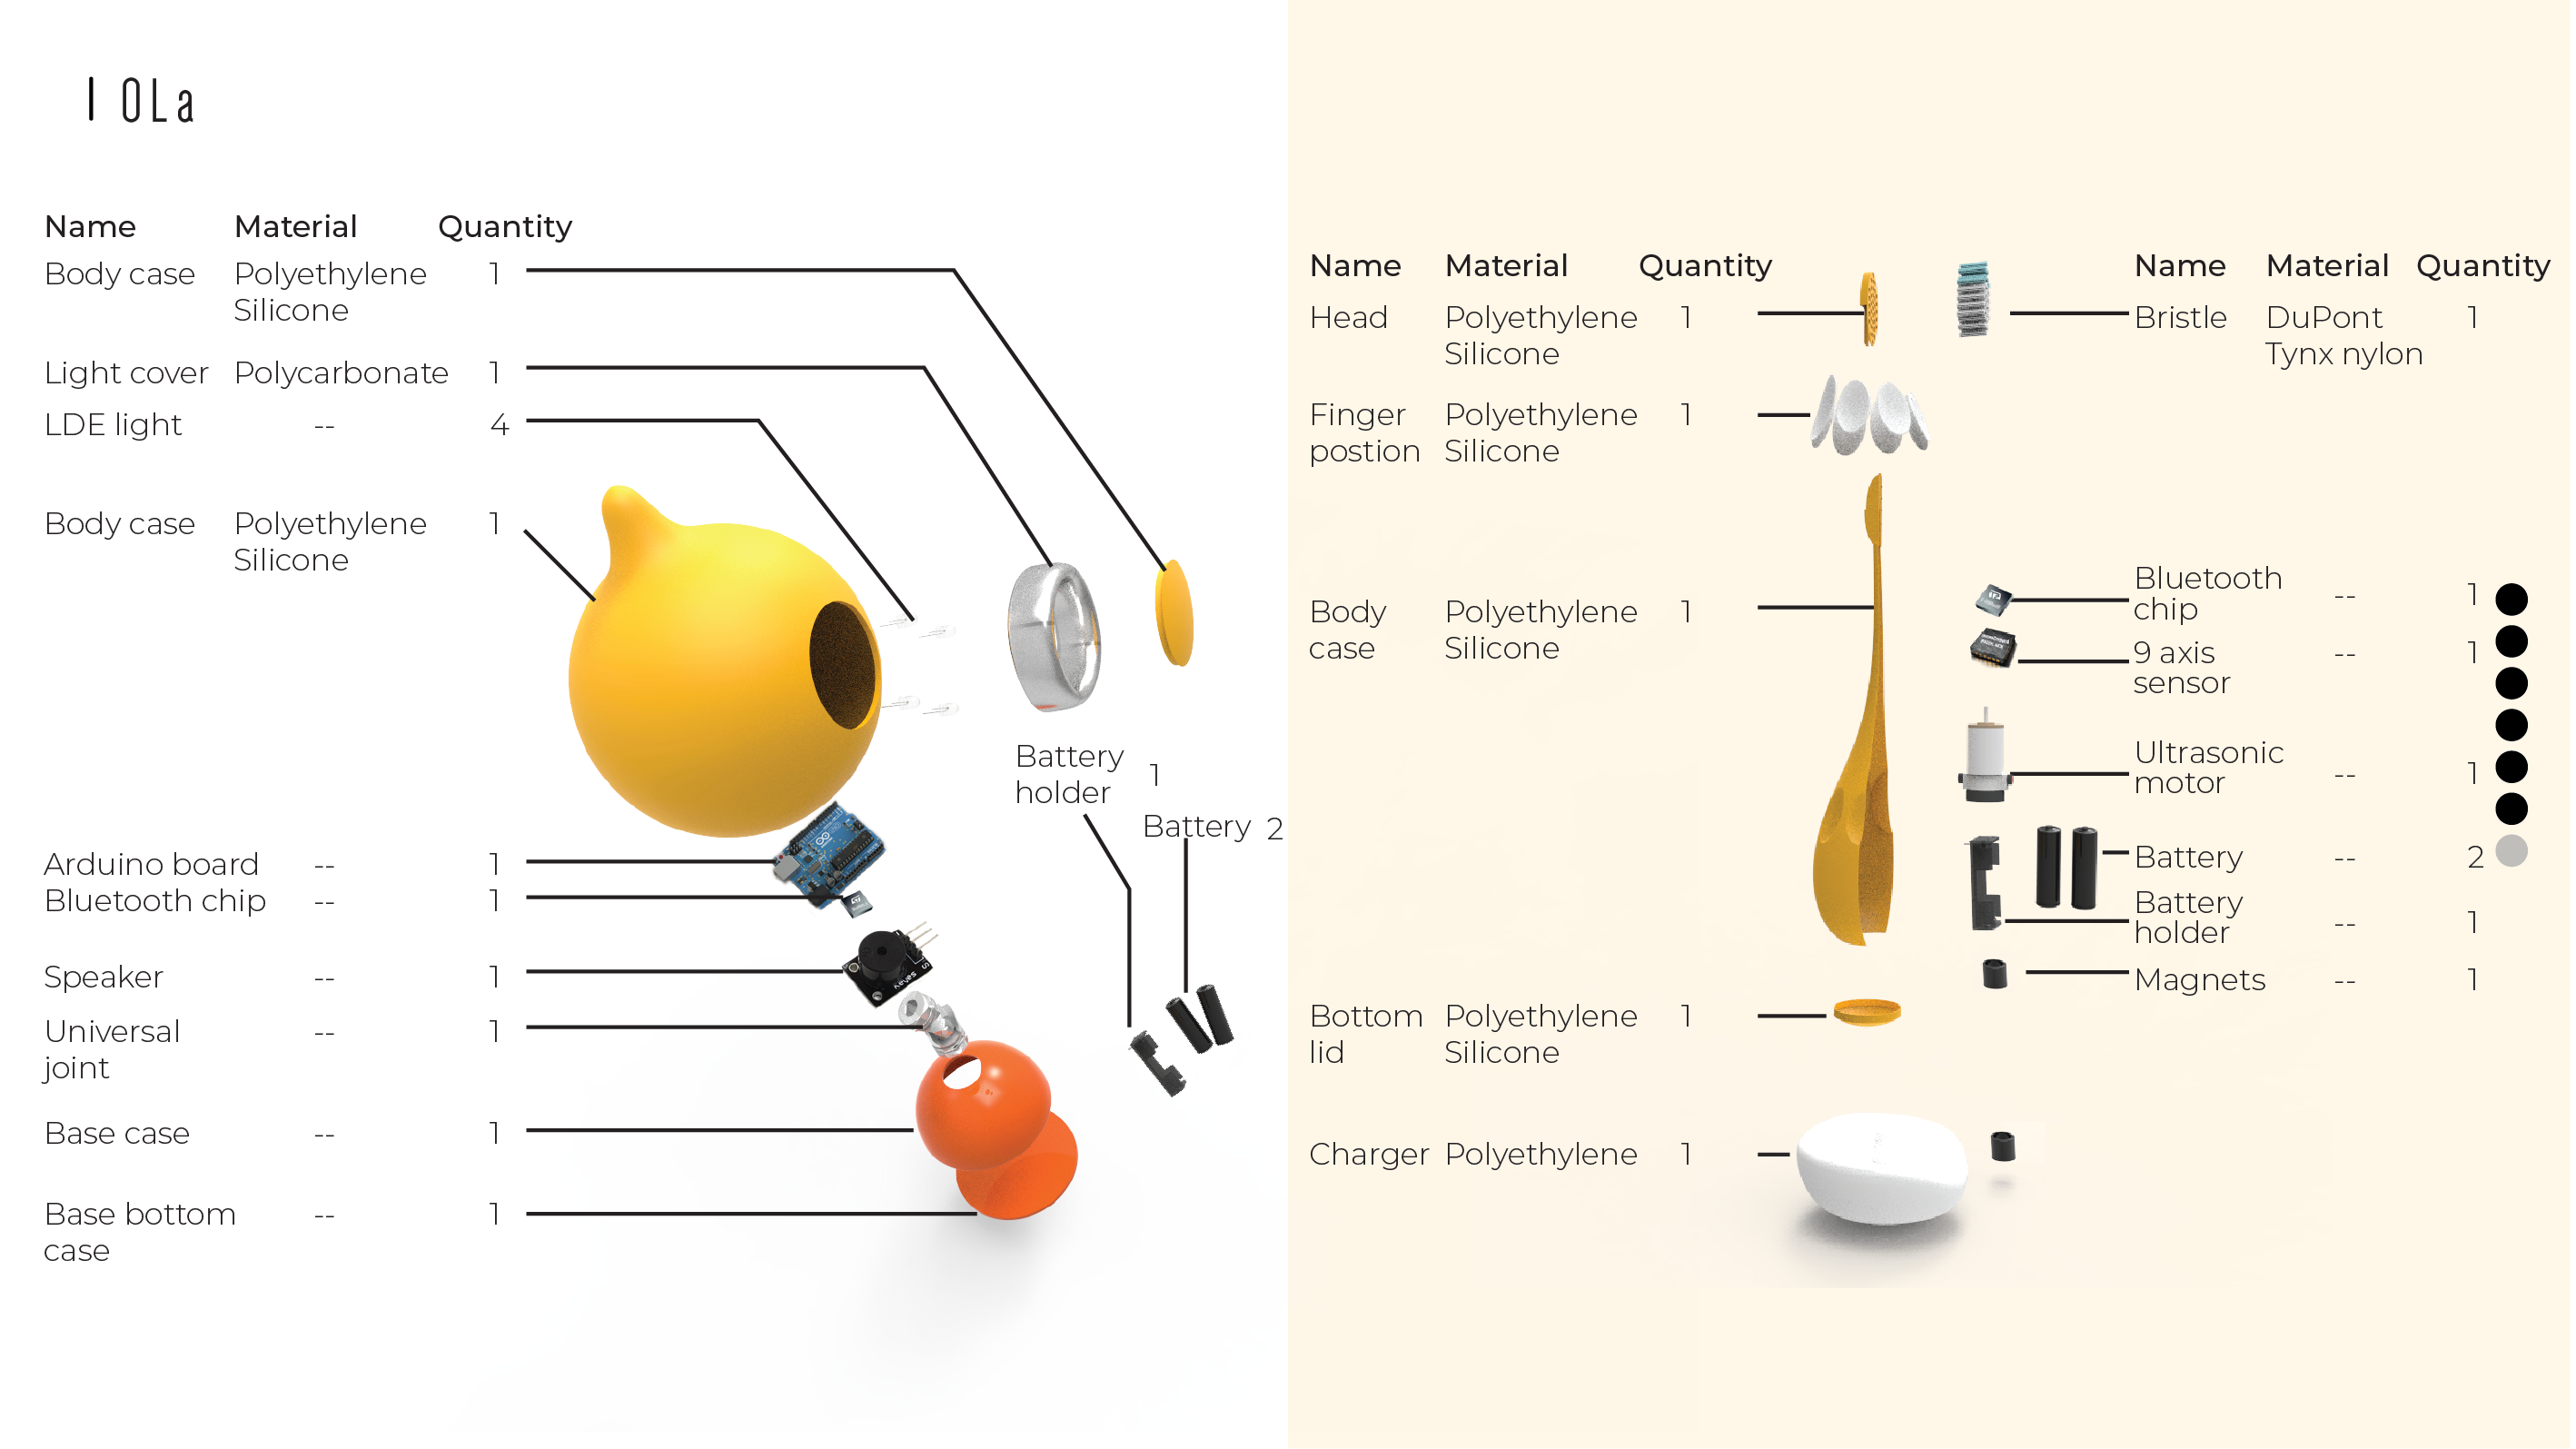 | OLa
Name Material Quantity
Body case Polyethylene 1
Silicone
Light cover Polycarbonate 1
LDE light -- 4
Body case Polyethylene 1
Silicone
Battery
holder 1
Battery 2
Arduino board -- 1
Bluetooth chip -- 1
Speaker -- 1
Universal -- 1
joint
Base case -- 1
Base bottom -- 1
case
Name Material Quantity
Head Polyethylene 1
Silicone
Finger Polyethylene 1
postion Silicone
Body Polyethylene 1
case Silicone
Bottom Polyethylene 1
lid Silicone
Charger Polyethylene 1
Name Material Quantity
Bristle DuPont 1
Tynx nylon
Bluetooth
chip -- 1
9 axis -- 1
sensor
Ultrasonic
motor -- 1
Battery -- 2
Battery
holder -- 1
Magnets -- 1